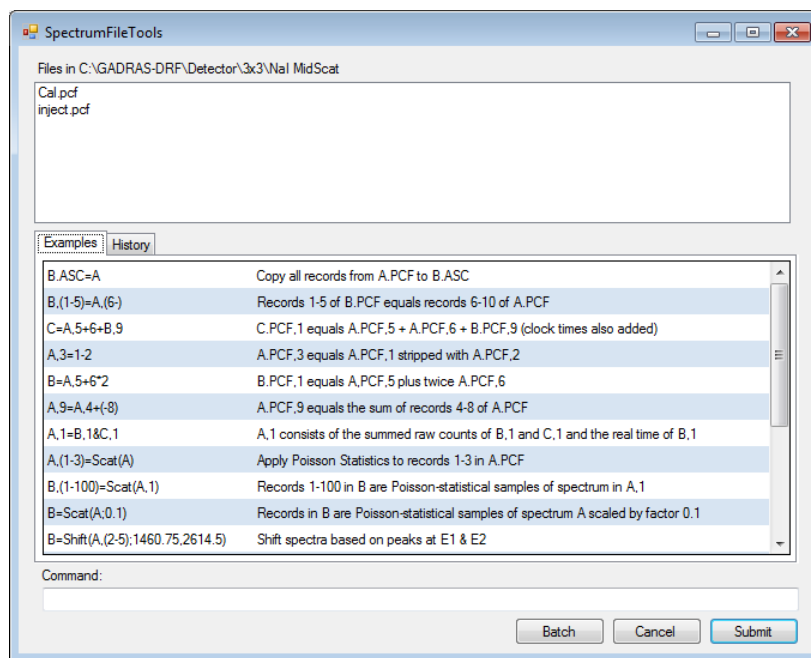 SpectrumFileTools
Files in C:\GADRAS-DRF\Detector\3x3\NaI MidScat
Cal.pcf
inject.pcf
Examples History
B.ASC=A Copy all records from A.PCF to B.ASC
B,(1-5)=A,(6-) Records 1-5 of B.PCF equals records 6-10 of A.PCF
C=A,5+6+B,9 C.PCF,1 equals A.PCF,5 + A.PCF,6 + B.PCF,9 (clock times also added)
A,3=1-2 A.PCF,3 equals A.PCF,1 stripped with A.PCF,2
B=A,5+6*2 B.PCF,1 equals A,PCF,5 plus twice A.PCF,6
A,9=A,4+(-8) A.PCF,9 equals the sum of records 4-8 of A.PCF
A,1=B,1&C,1 A,1 consists of the summed raw counts of B,1 and C,1 and the real time of B,1
A,(1-3)=Scat(A) Apply Poisson Statistics to records 1-3 in A.PCF
B,(1-100)=Scat(A,1) Records 1-100 in B are Poisson-statistical samples of spectrum in A,1
B=Scat(A;0.1) Records in B are Poisson-statistical samples of spectrum A scaled by factor 0.1
B=Shift(A,(2-5);1460.75,2614.5) Shift spectra based on peaks at E1 & E2
Command:
Batch Cancel Submit